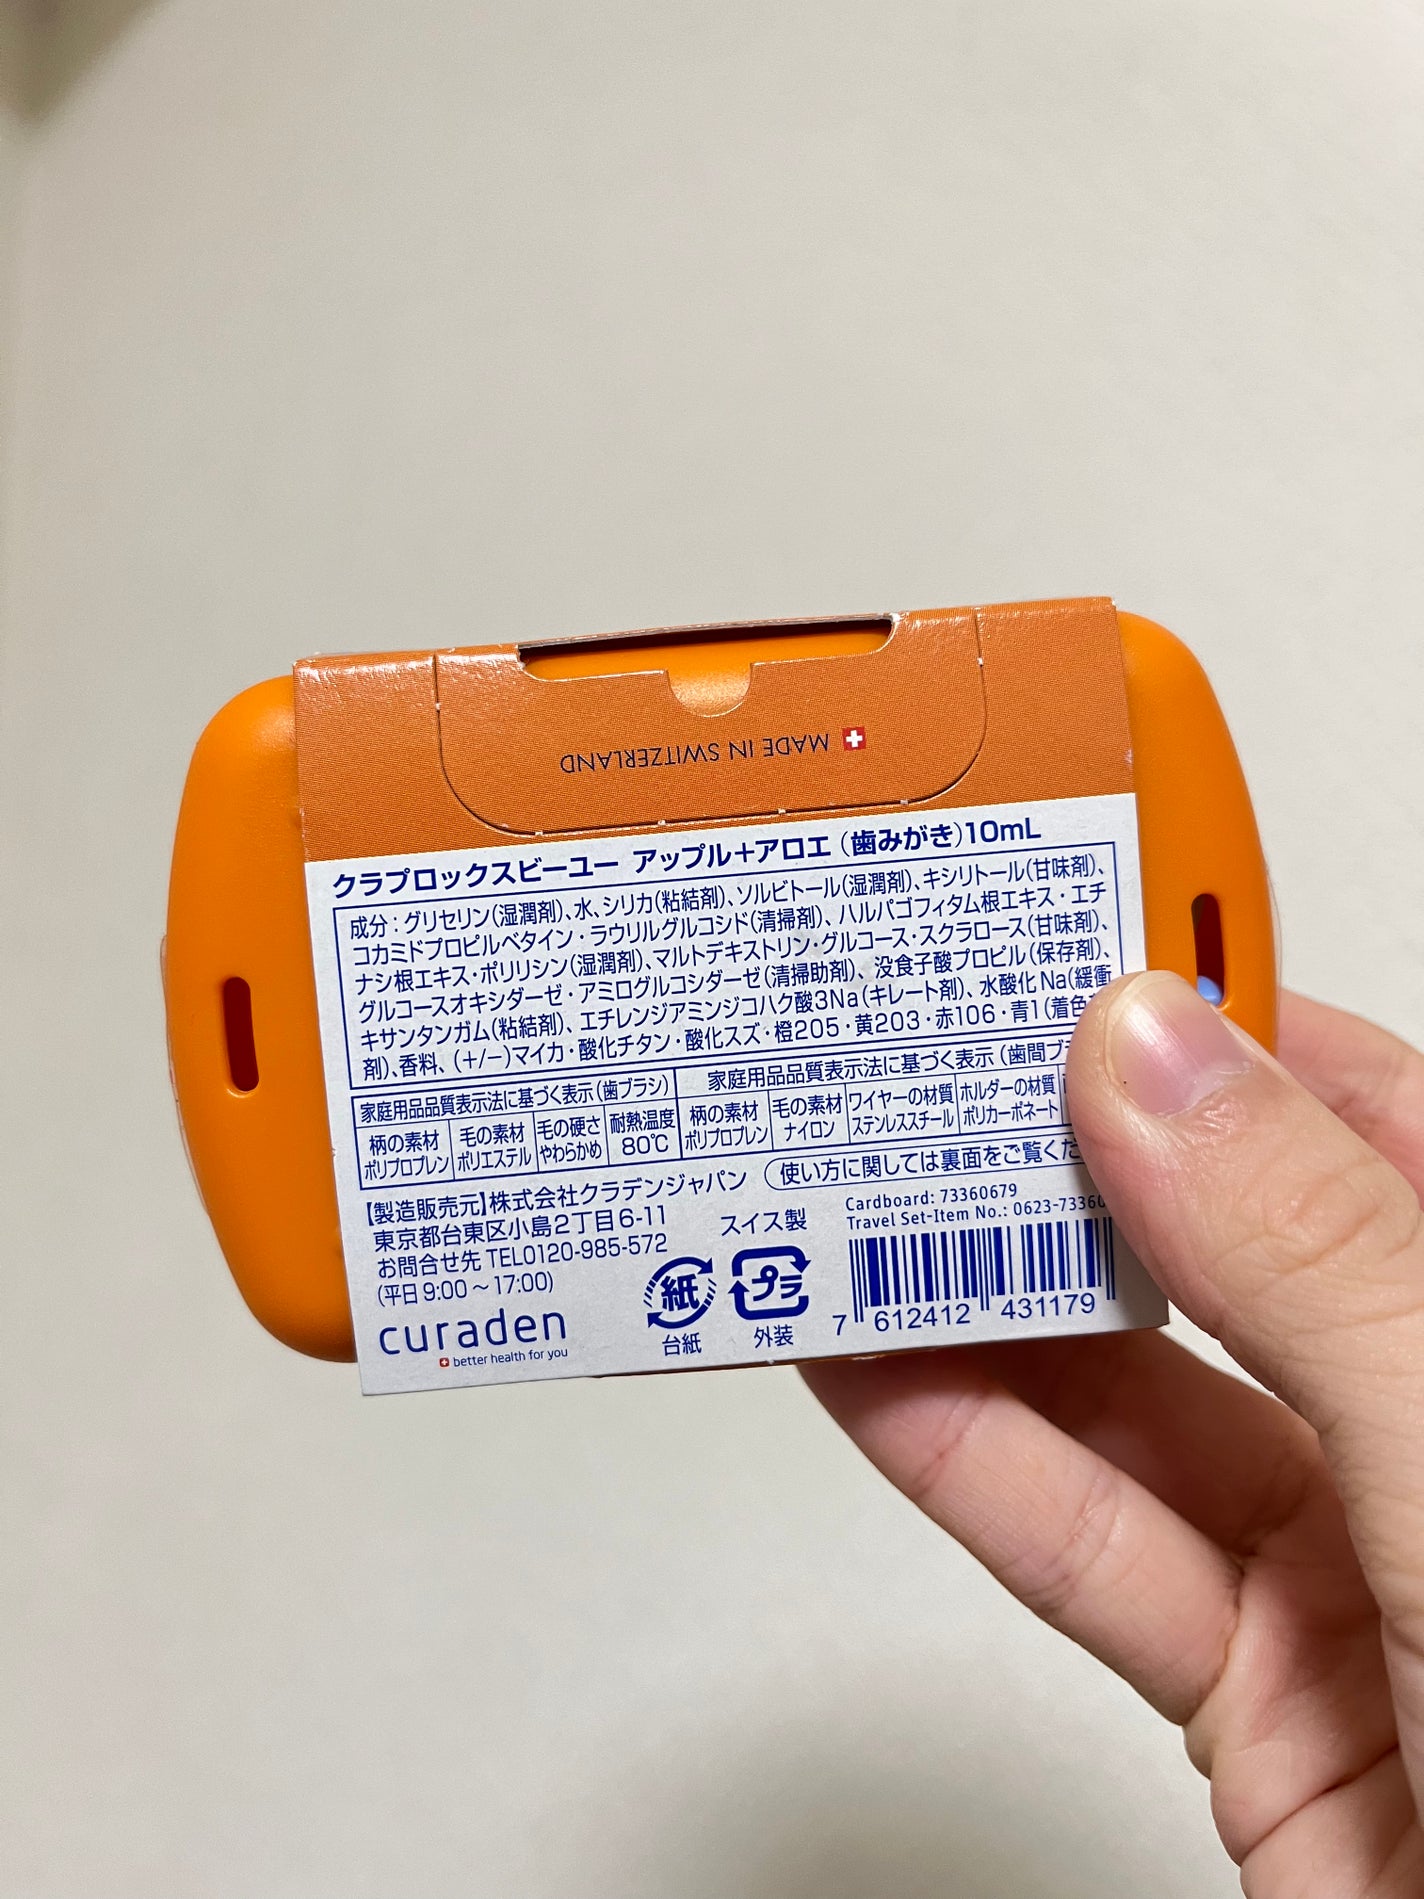 MADE IN SWITZERLAND
クラプロックスビーユー アップル＋アロエ（歯みがき）10mL
成分：グリセリン(湿潤剤)、水、シリカ(粘結剤)、ソルビトール(湿潤剤)、キシリトール(甘味剤)、
コカミドプロピルベタイン・ラウリルグルコシド(清掃剤)、ハルパゴフィタム根エキス・エチ
ナシ根エキス・ポリリシン(湿潤剤)、マルトデキストリン・グルコース・スクラロース(甘味剤)、
グルコースオキシダーゼ・アミログルコシダーゼ(清掃助剤)、没食子酸プロピル(保存剤)、
キサンタンガム(粘結剤)、エチレンジアミンジコハク酸3Na(キレート剤)、水酸化Na(緩衝
剤)、香料、(+/−)マイカ・酸化チタン・酸化スズ・橙205・黄203・赤106・青1(着色
家庭用品品質表示法に基づく表示(歯ブラシ)
柄の素材 毛の素材 毛の硬さ 耐熱温度
ポリプロプレン ポリエステル やわらかめ 80℃
家庭用品品質表示法に基づく表示(歯間ブ
柄の素材 毛の素材 ワイヤーの材質 ホルダーの材質
ポリプロプレン ナイロン ステンレススチール ポリカーボネート
【製造販売元】株式会社クラデンジャパン
東京都台東区小島2丁目6-11
お問合せ先 TEL0120-985-572
(平日 9:00～17:00)
curaden
better health for you
使い方に関しては裏面をご覧くだ
スイス製
紙
台紙
プラ
外装
Cardboard: 73360679
Travel Set-Item No.: 0623-73360
7 612412 431179